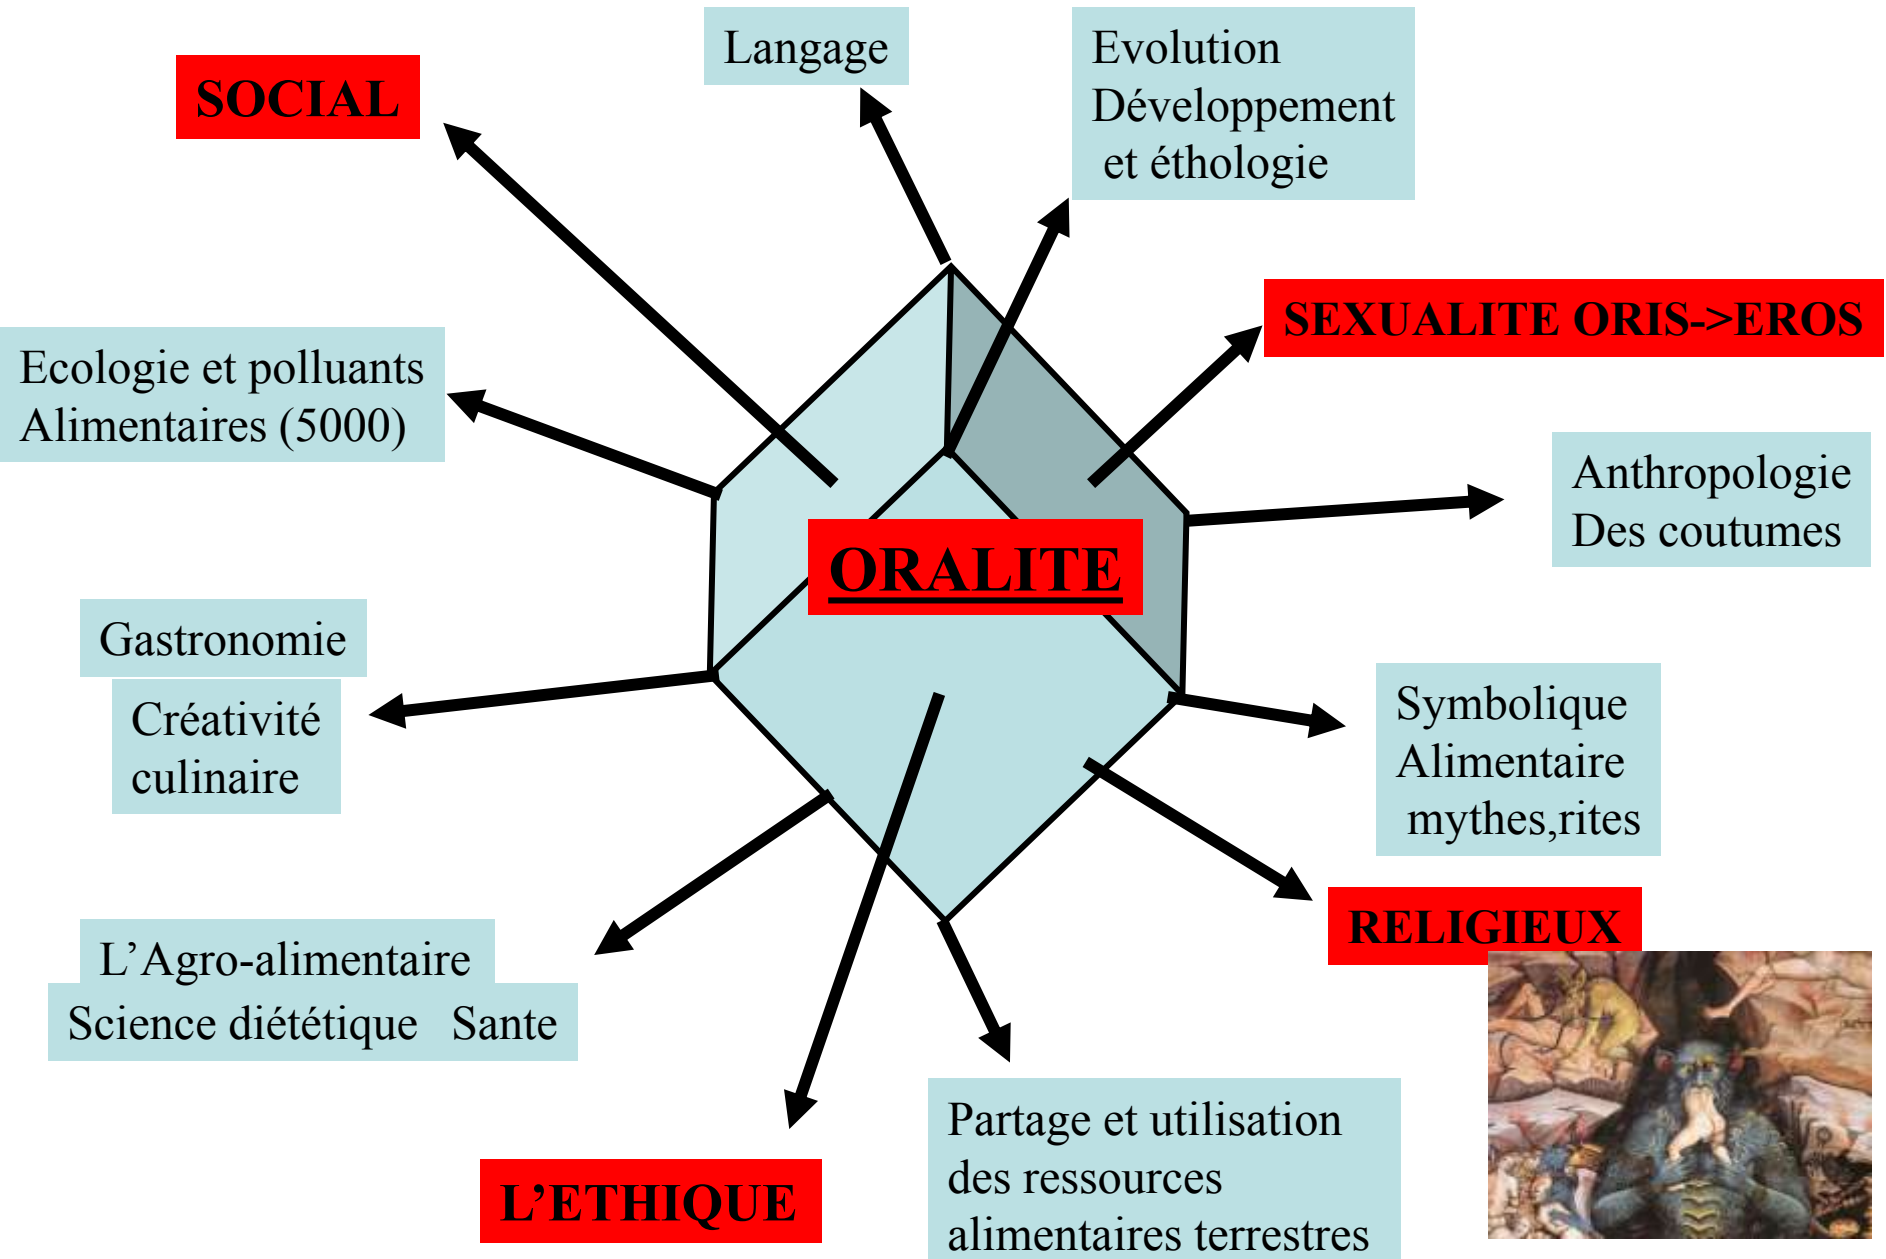 Langage
Evolution
Développement
et éthologie
SOCIAL
SEXUALITE ORIS->EROS
Ecologie et polluants
Alimentaires (5000)
Anthropologie
Des coutumes
ORALITE
Gastronomie
Créativité
culinaire
Symbolique
Alimentaire
mythes,rites
RELIGIEUX
L’Agro-alimentaire
Science diététique Sante
L’ETHIQUE
Partage et utilisation
des ressources
alimentaires terrestres